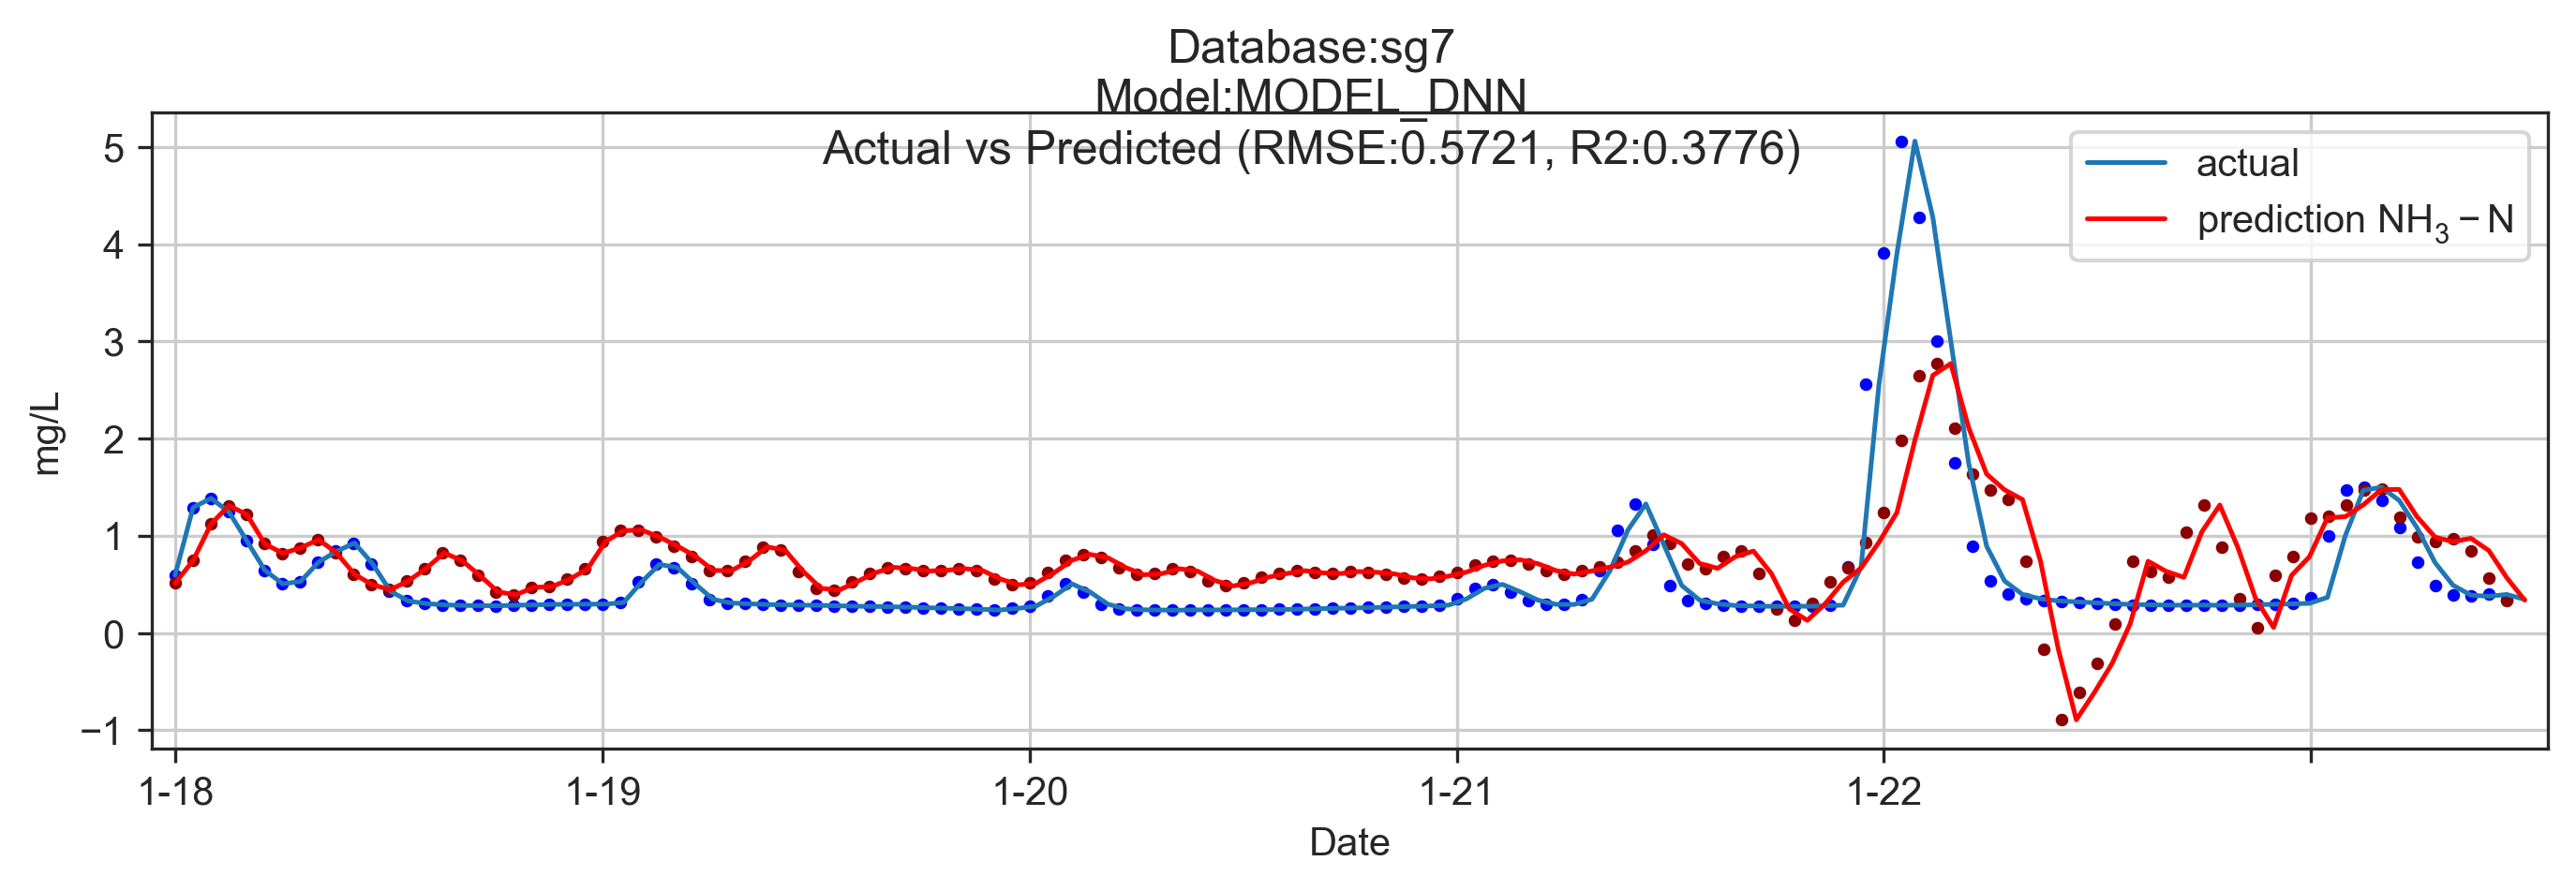 Database:sg7
Model:MODEL_DNN
Actual vs Predicted (RMSE:0.5721, R2:0.3776)
actual
prediction NH₃ − N
5
4
3
2
1
0
−1
mg/L
1-18 1-19 1-20 1-21 1-22
Date